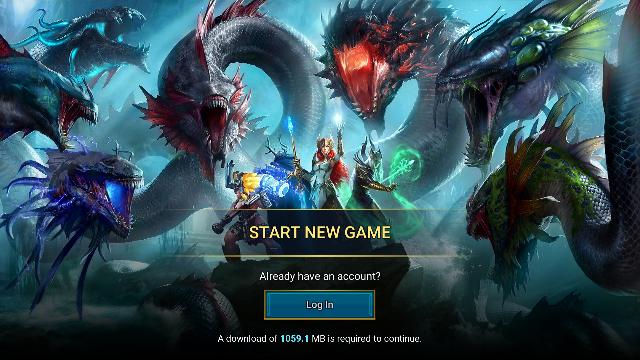 START NEW GAME
Already have an account?
Log In
A download of 1059.1 MB is required to continue.